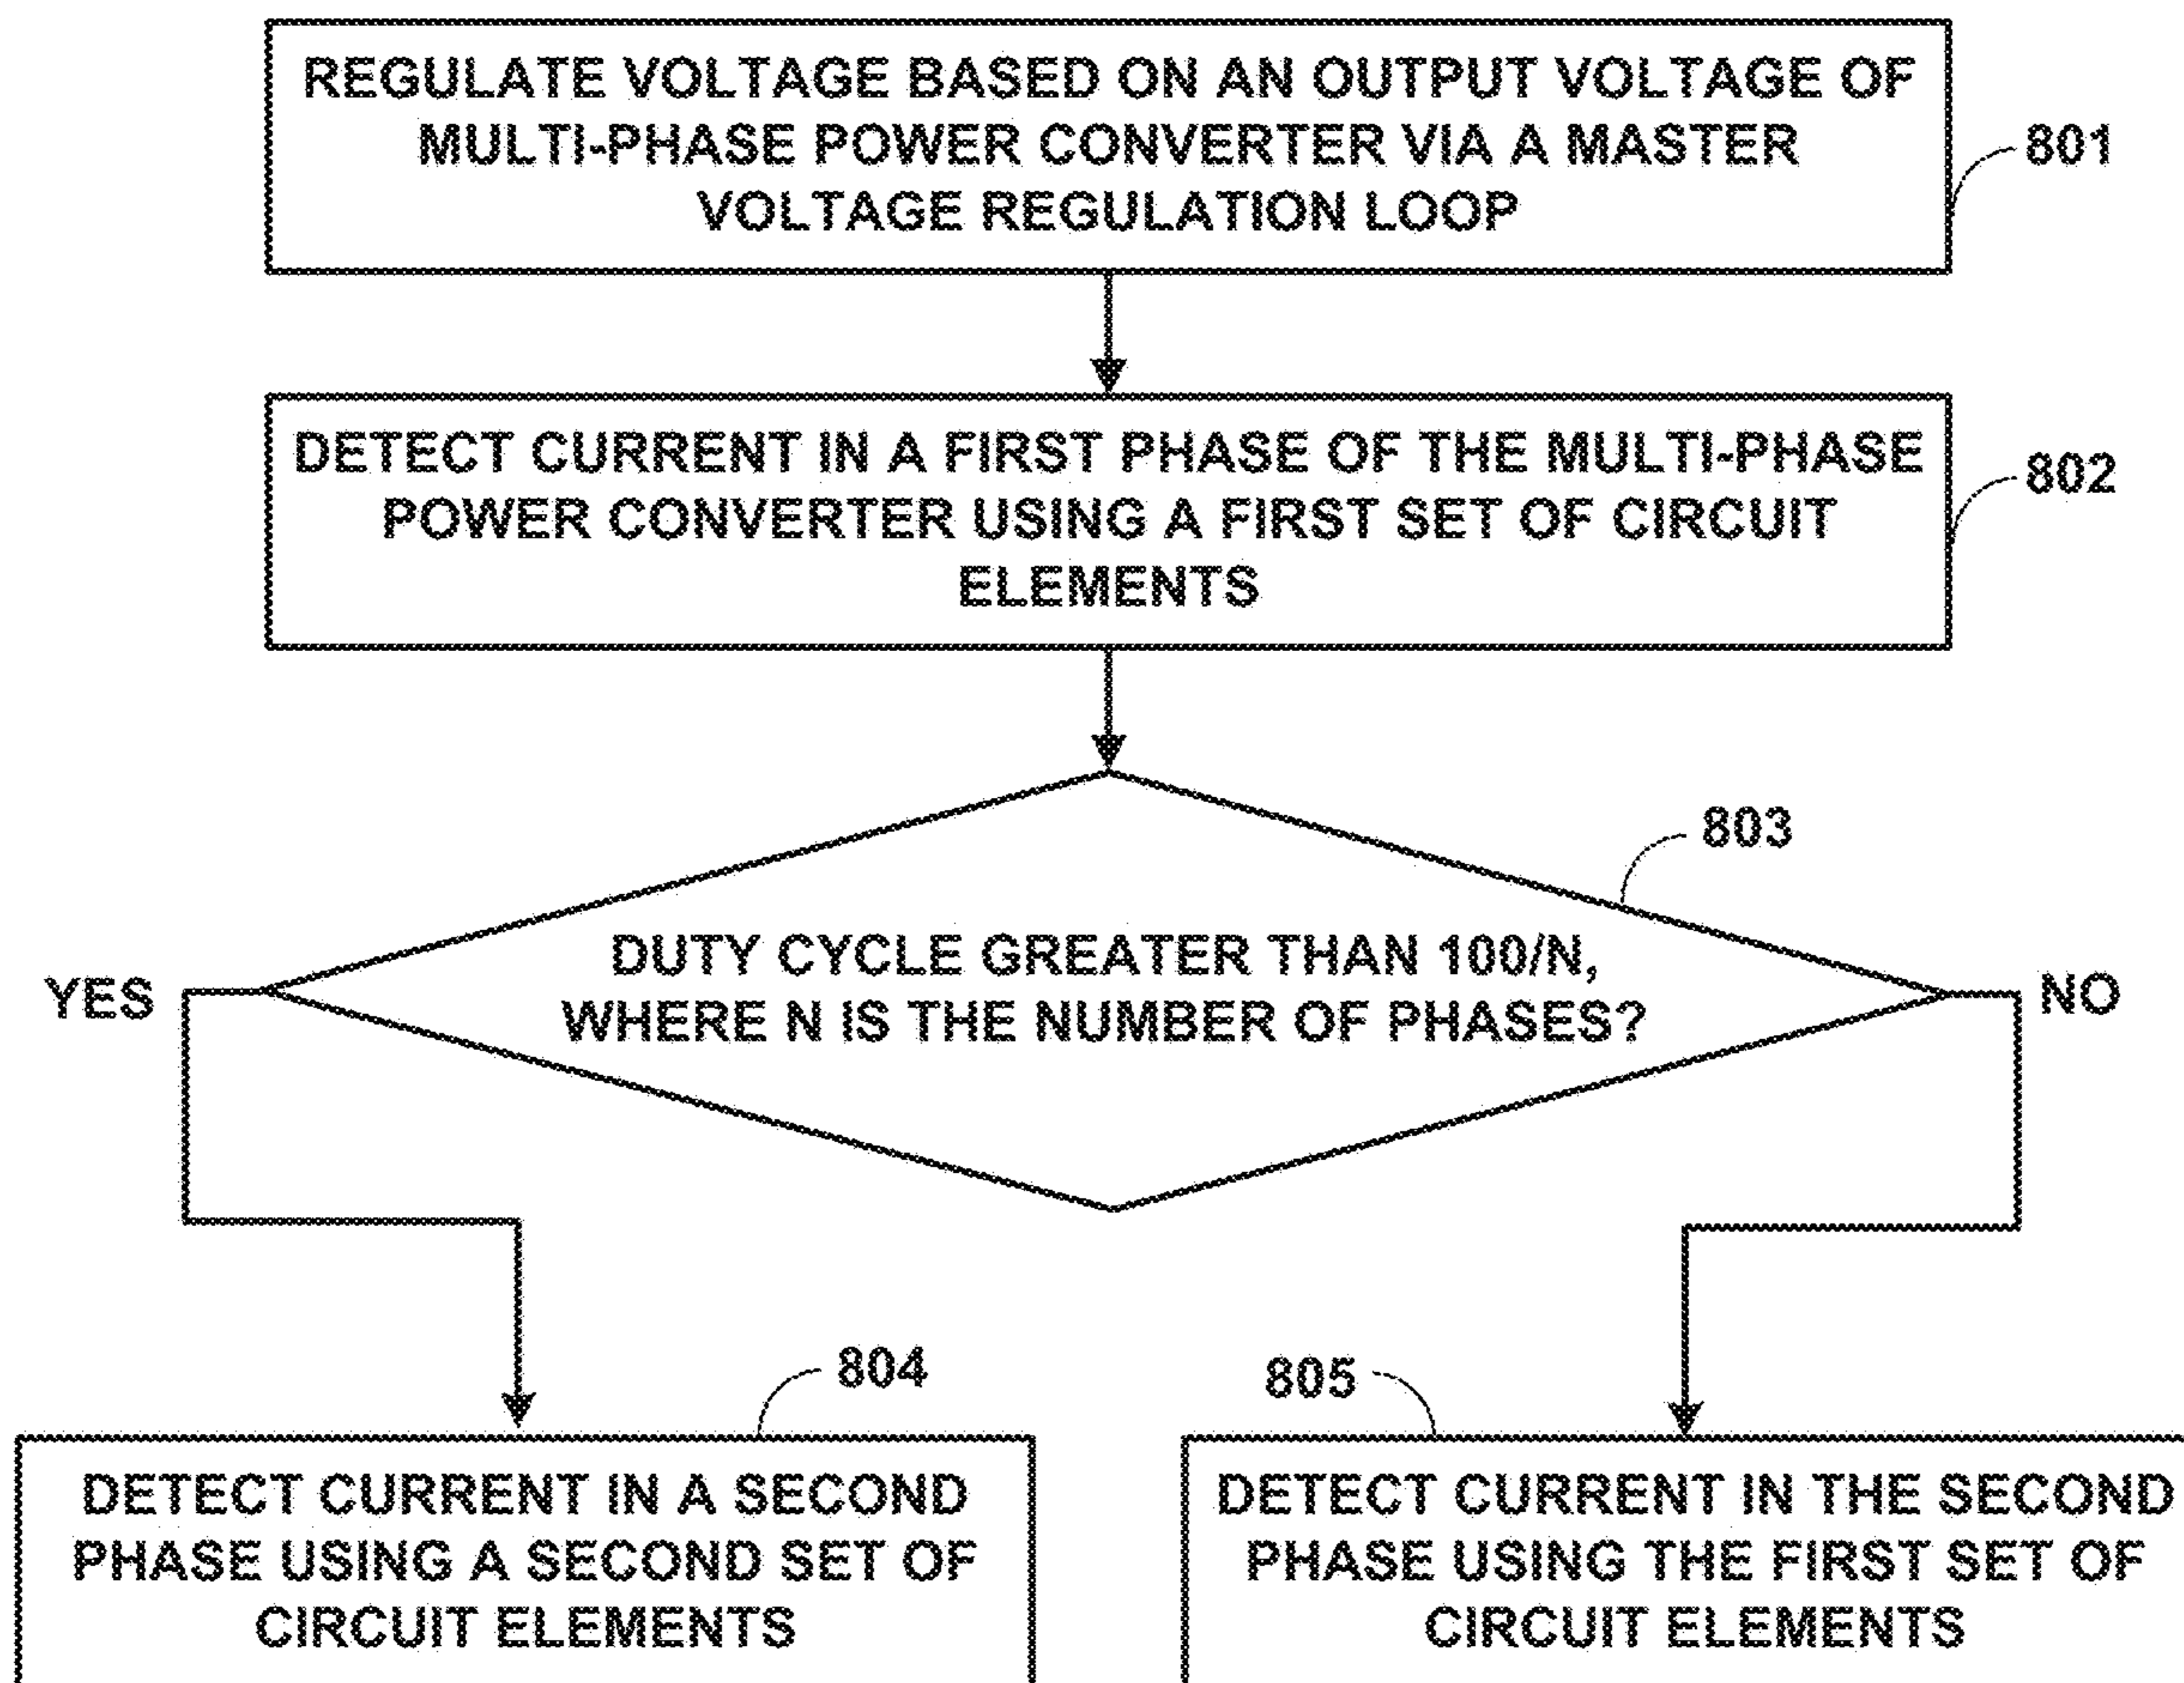 REGULATE VOLTAGE BASED ON AN OUTPUT VOLTAGE OF
MULTI-PHASE POWER CONVERTER VIA A MASTER
VOLTAGE REGULATION LOOP
801
DETECT CURRENT IN A FIRST PHASE OF THE MULTI-PHASE
POWER CONVERTER USING A FIRST SET OF CIRCUIT
ELEMENTS
802
803
DUTY CYCLE GREATER THAN 100/N,
WHERE N IS THE NUMBER OF PHASES?
YES
NO
804
DETECT CURRENT IN A SECOND
PHASE USING A SECOND SET OF
CIRCUIT ELEMENTS
805
DETECT CURRENT IN THE SECOND
PHASE USING THE FIRST SET OF
CIRCUIT ELEMENTS